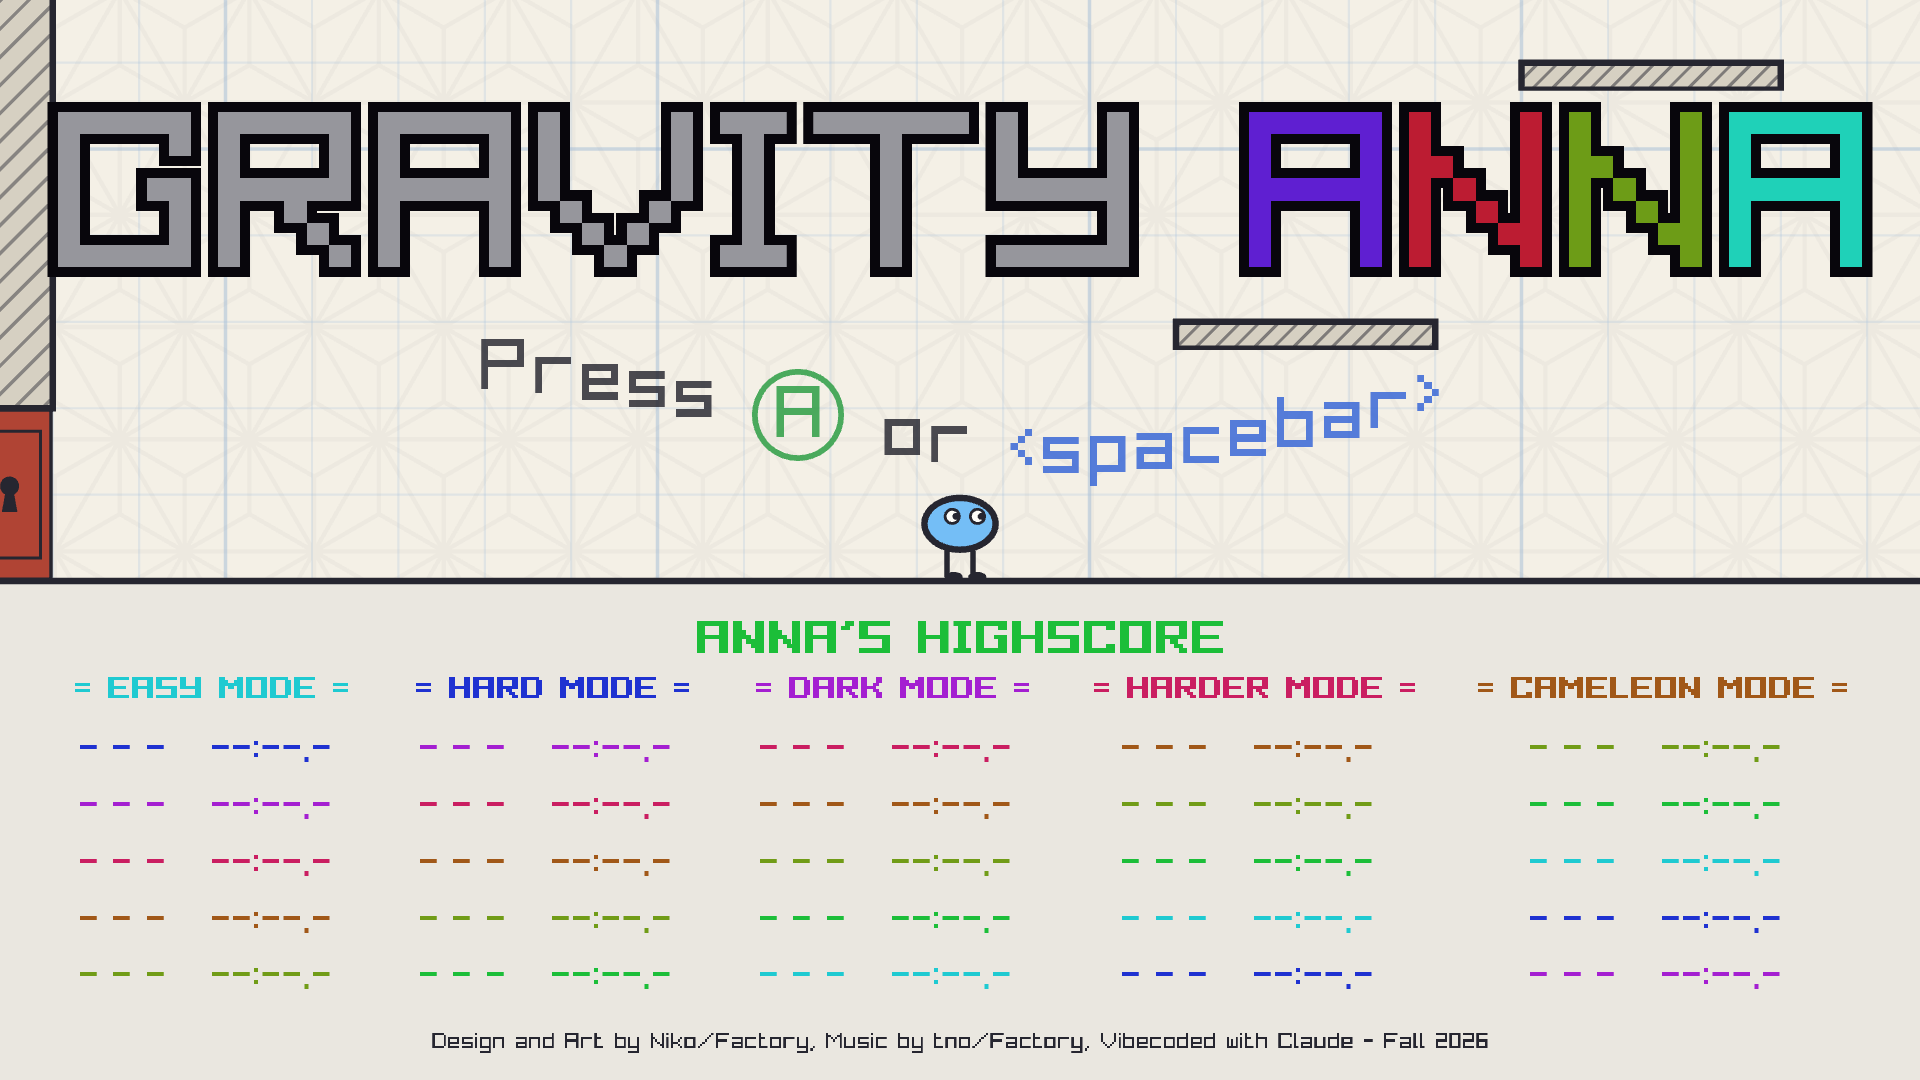 GRAVITY ANNA
Press A or <spacebar>
ANNA'S HIGHSCORE
= EASY MODE = = HARD MODE = = DARK MODE = = HARDER MODE = = CAMELEON MODE =
- - - --:--.- - - - --:--.- - - - --:--.- - - - --:--.- - - - --:--.-
- - - --:--.- - - - --:--.- - - - --:--.- - - - --:--.- - - - --:--.-
- - - --:--.- - - - --:--.- - - - --:--.- - - - --:--.- - - - --:--.-
- - - --:--.- - - - --:--.- - - - --:--.- - - - --:--.- - - - --:--.-
- - - --:--.- - - - --:--.- - - - --:--.- - - - --:--.- - - - --:--.-
Design and Art by Niko/Factory, Music by tno/Factory, Vibecoded with Claude - Fall 2026